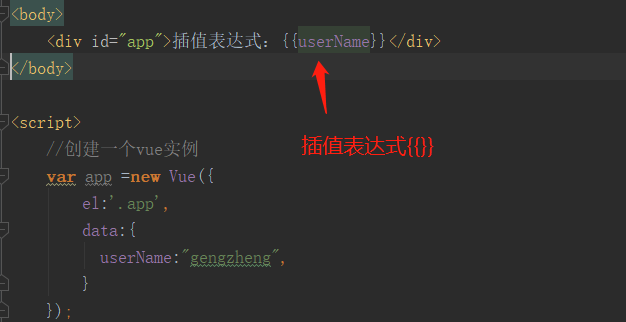 <body>
<div id="app">插值表达式：{{userName}}</div>
</body>
插值表达式{{}}
<script>
//创建一个vue实例
var app =new Vue({
el:'.app',
data:{
userName:"gengzheng",
}
});